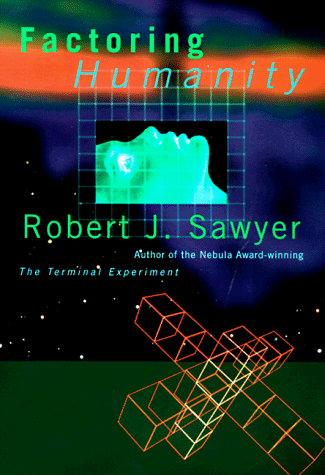 Factoring
Humanity
Robert J. Sawyer
Author of the Nebula Award-winning
The Terminal Experiment